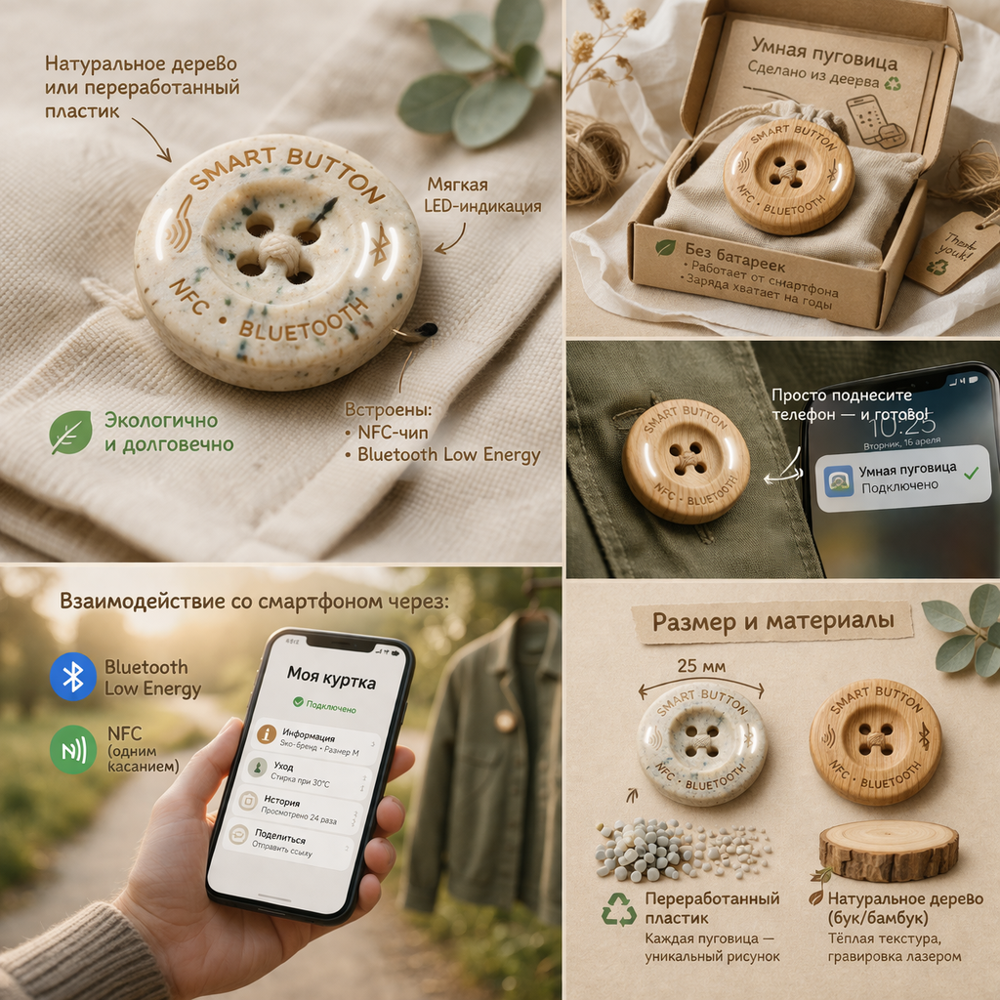 Натуральное дерево
или переработанный
пластик
SMART BUTTON
NFC • BLUETOOTH
Мягкая
LED-индикация
Встроены:
• NFC-чип
• Bluetooth Low Energy
Экологично
и долговечно
Умная пуговица
Сделано из деерва
SMART BUTTON
NFC • BLUETOOTH
Без батареек
• Работает от смартфона
• Заряда хватает на годы
Thank
you!
Просто поднесите
телефон — и готово!
SMART BUTTON
NFC • BLUETOOTH
10:25
Вторник, 16 апреля
Умная пуговица
Подключено
Взаимодействие со смартфоном через:
Bluetooth
Low Energy
N
NFC
(одним
касанием)
Моя куртка
Подключено
Информация
Эко-бренд • Размер M
Уход
Стирка при 30°C
История
Просмотрено 24 раза
Поделиться
Отправить ссылку
Размер и материалы
25 мм
SMART BUTTON
NFC • BLUETOOTH
SMART BUTTON
NFC • BLUETOOTH
Переработанный
пластик
Каждая пуговица —
уникальный рисунок
Натуральное дерево
(бук/бамбук)
Тёплая текстура,
гравировка лазером